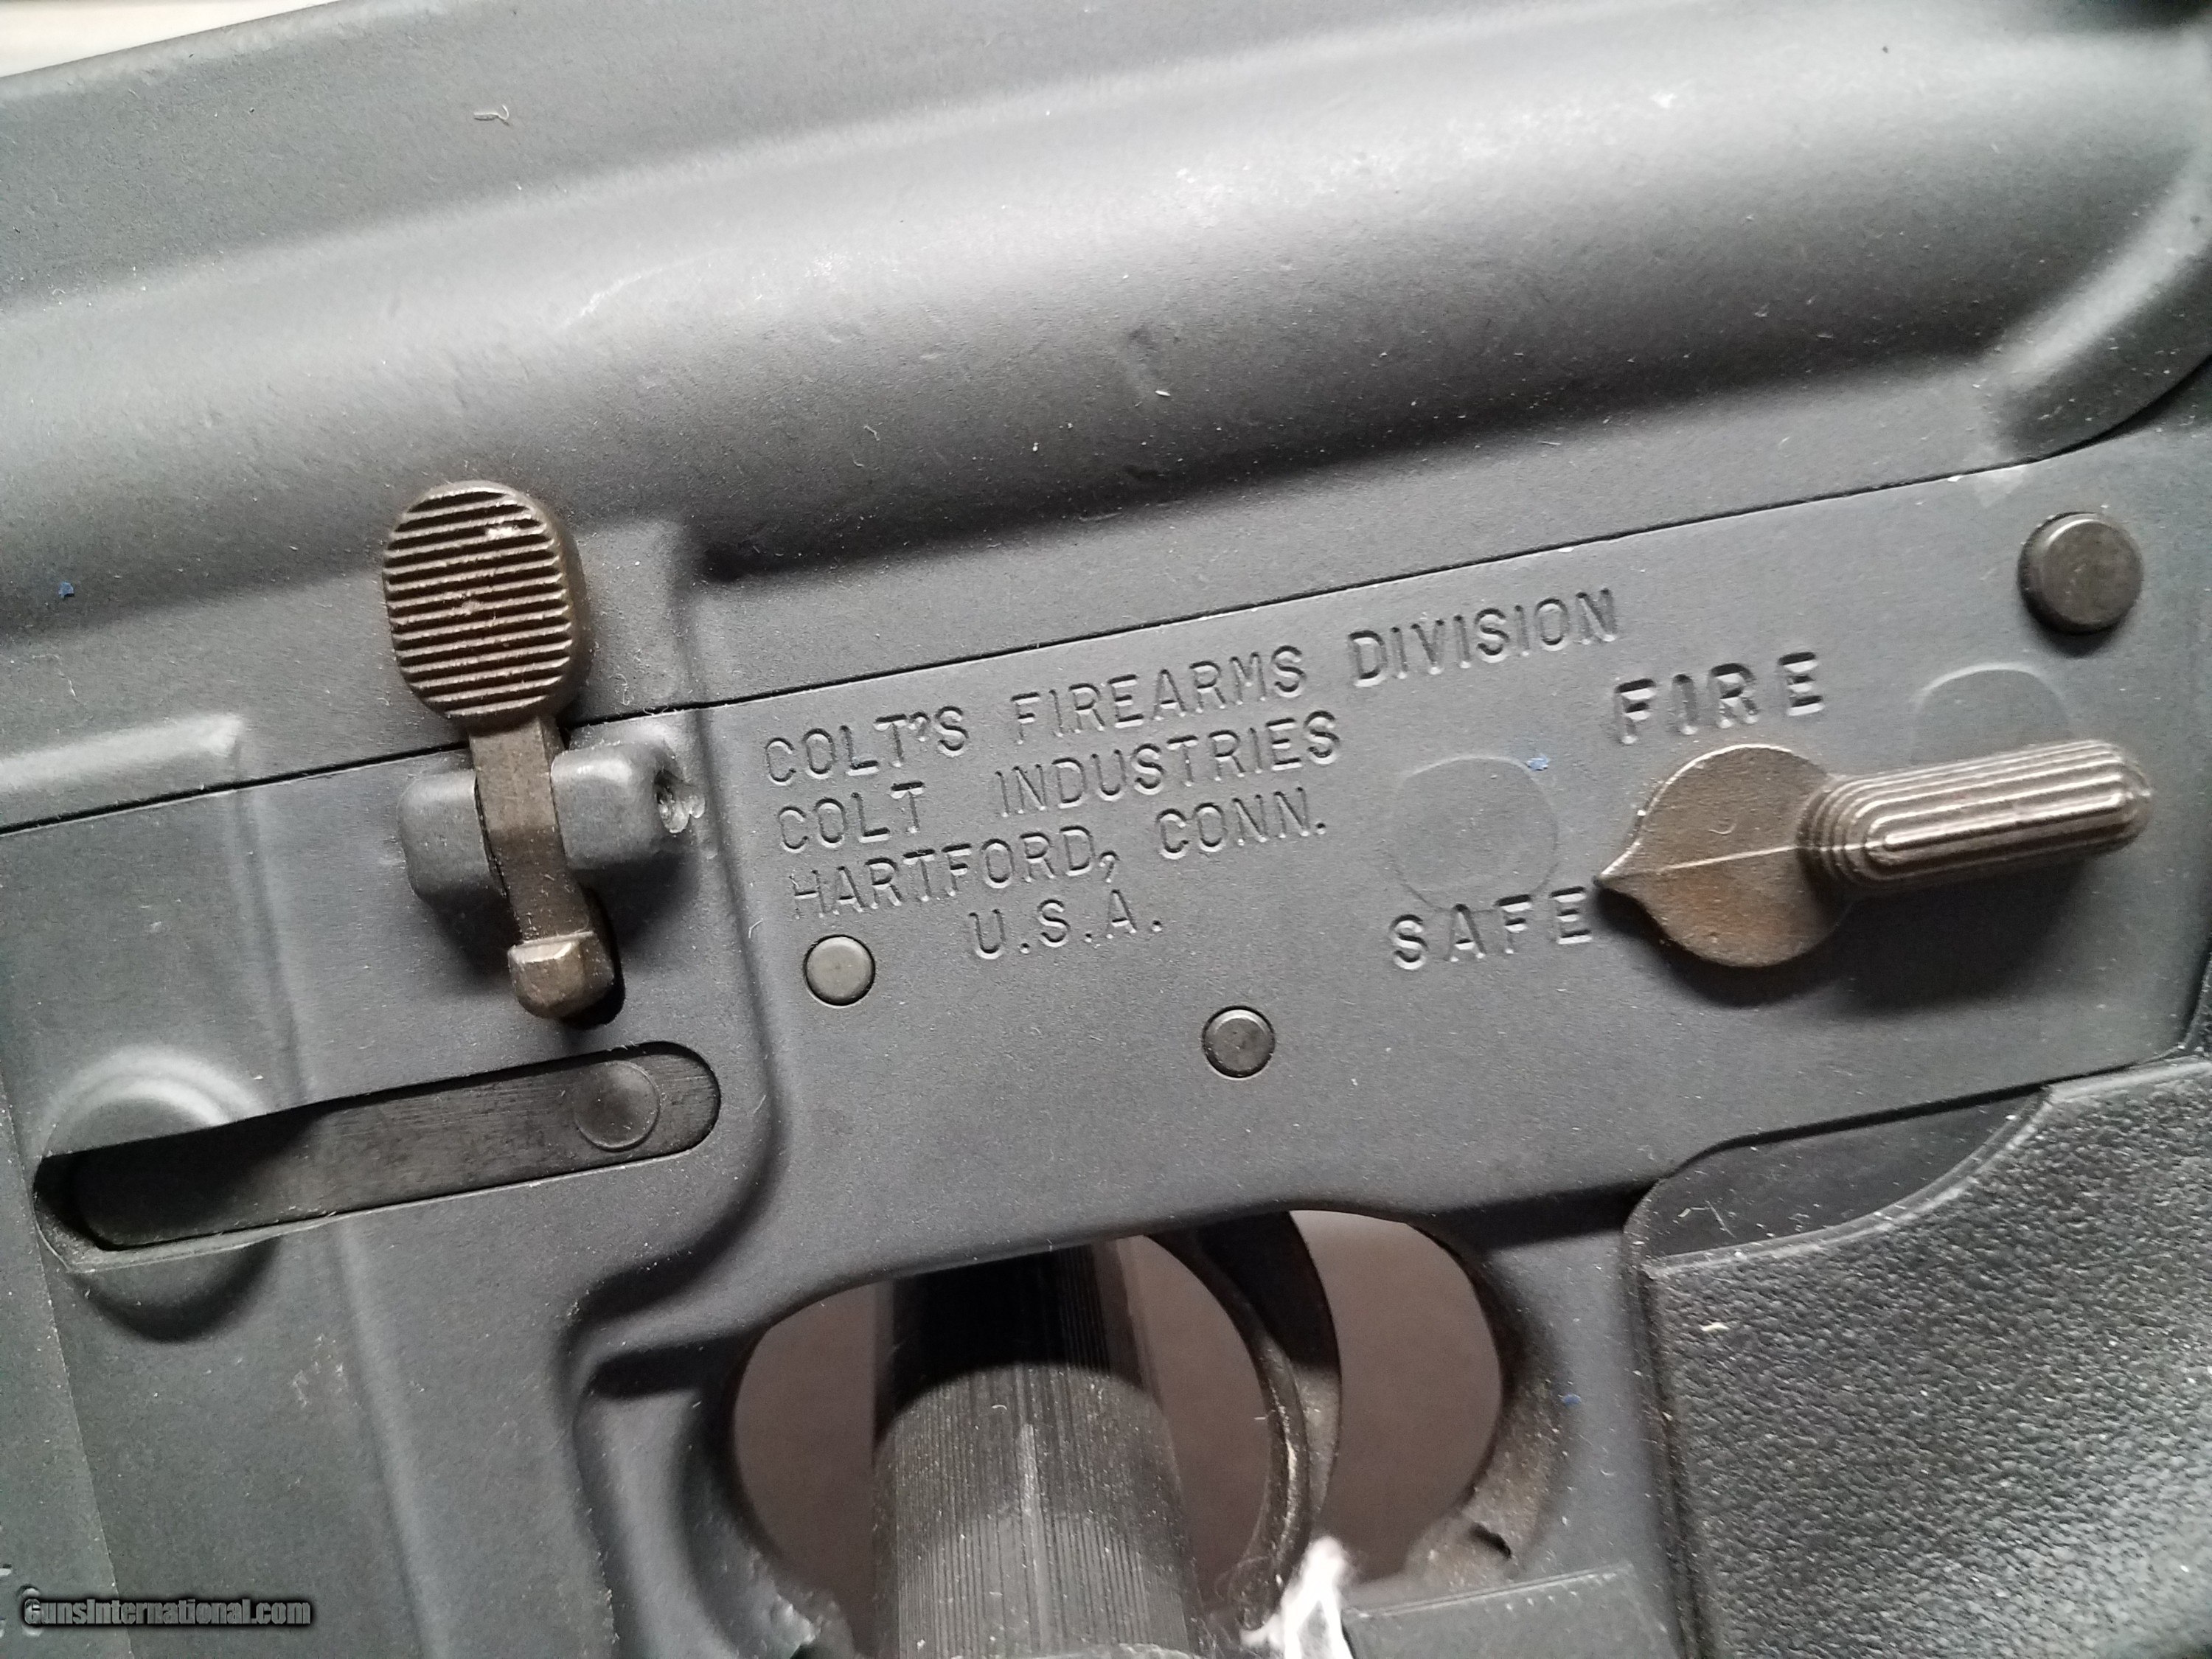 COLT'S FIREARMS DIVISION
COLT INDUSTRIES
HARTFORD, CONN.
U.S.A.
FIRE
SAFE
GunsInternational.com